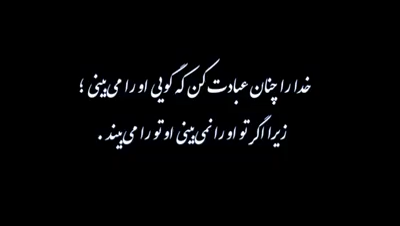 خدا را چنان عبادت کن که گویی او را می بینی ؛
زیرا اگر تو او را نمی بینی او تو را می بیند .